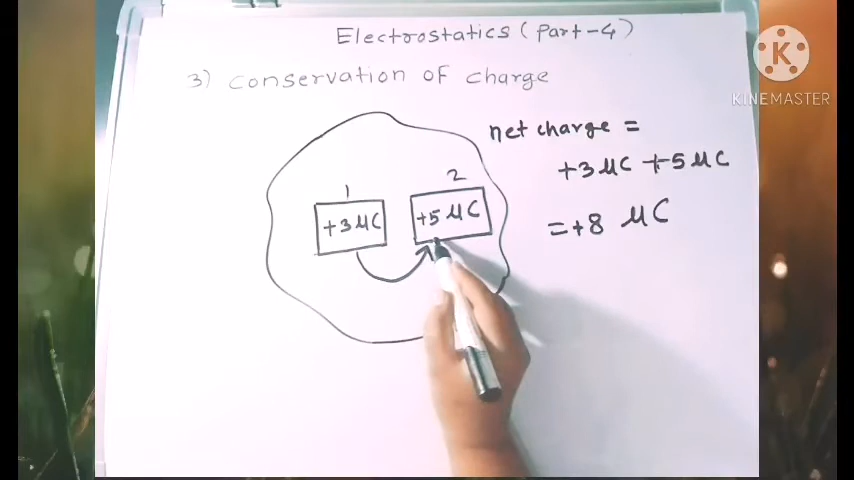 Electrostatics (Part-4)
3) conservation of charge
net charge =
+3 μC +5 μC
= +8 μC
1
2
+3 μC
+5 μC
K
KINEMASTER